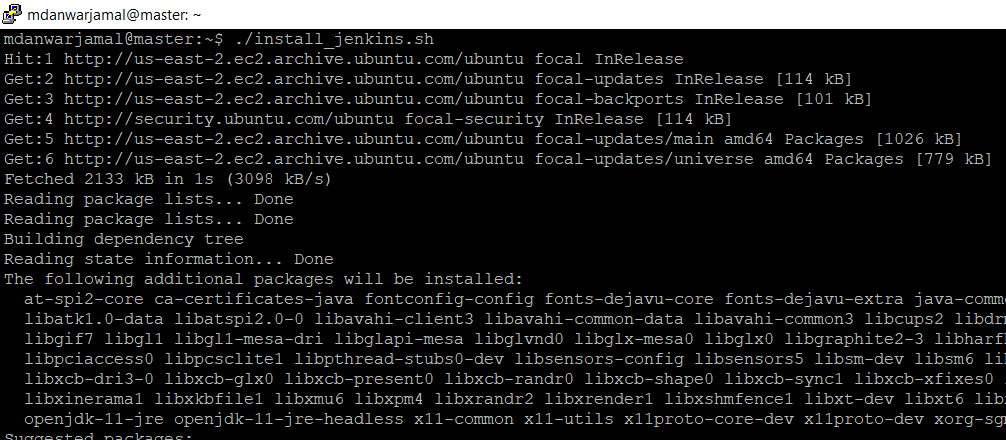 mdanwarjamal@master: ~
mdanwarjamal@master:~$ ./install_jenkins.sh
Hit:1 http://us-east-2.ec2.archive.ubuntu.com/ubuntu focal InRelease
Get:2 http://us-east-2.ec2.archive.ubuntu.com/ubuntu focal-updates InRelease [114 kB]
Get:3 http://us-east-2.ec2.archive.ubuntu.com/ubuntu focal-backports InRelease [101 kB]
Get:4 http://security.ubuntu.com/ubuntu focal-security InRelease [114 kB]
Get:5 http://us-east-2.ec2.archive.ubuntu.com/ubuntu focal-updates/main amd64 Packages [1026 kB]
Get:6 http://us-east-2.ec2.archive.ubuntu.com/ubuntu focal-updates/universe amd64 Packages [779 kB]
Fetched 2133 kB in 1s (3098 kB/s)
Reading package lists... Done
Reading package lists... Done
Building dependency tree
Reading state information... Done
The following additional packages will be installed:
at-spi2-core ca-certificates-java fontconfig-config fonts-dejavu-core fonts-dejavu-extra java-comm
libatk1.0-data libatspi2.0-0 libavahi-client3 libavahi-common-data libavahi-common3 libcups2 libdr
libgif7 libgl1 libgl1-mesa-dri libglapi-mesa libglvnd0 libglx-mesa0 libglx0 libgraphite2-3 libharf
libpciaccess0 libpcsclite1 libpthread-stubs0-dev libsensors-config libsensors5 libsm-dev libsm6 li
libxcb-dri3-0 libxcb-glx0 libxcb-present0 libxcb-randr0 libxcb-shape0 libxcb-sync1 libxcb-xfixes0
libxinerama1 libxkbfile1 libxmu6 libxpm4 libxrandr2 libxrender1 libxshmfence1 libxt-dev libxt6 lib
openjdk-11-jre openjdk-11-jre-headless x11-common x11-utils x11proto-core-dev x11proto-dev xorg-sg
Suggested packages: